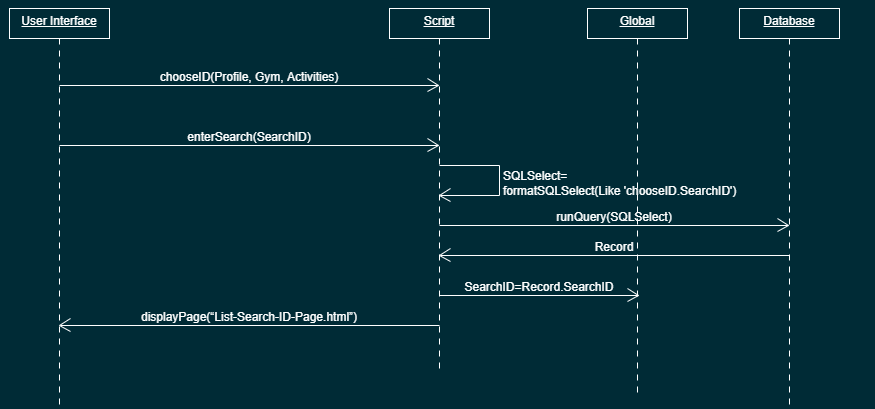 User Interface
Script
Global
Database
chooseID(Profile, Gym, Activities)
enterSearch(SearchID)
SQLSelect=
formatSQLSelect(Like 'chooseID.SearchID')
runQuery(SQLSelect)
Record
SearchID=Record.SearchID
displayPage(“List-Search-ID-Page.html”)